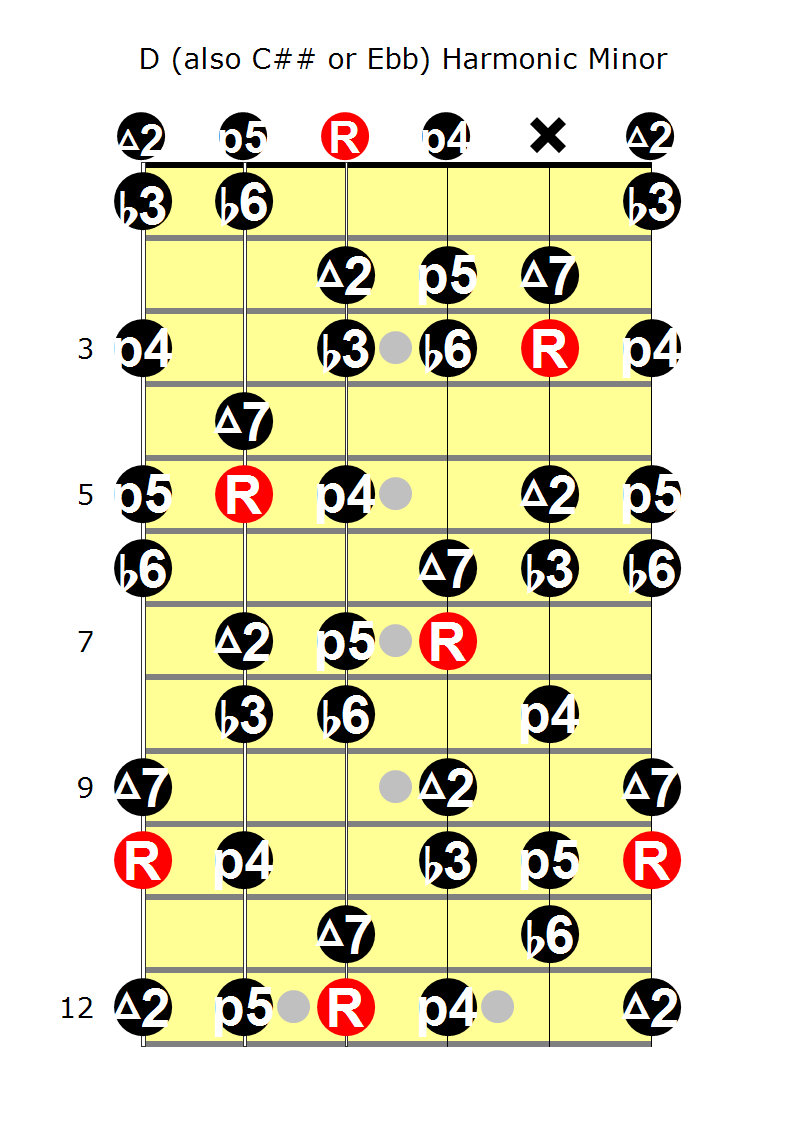 D (also C## or Ebb) Harmonic Minor
Δ2 p5 R p4 × Δ2
♭3 ♭6 ♭3
Δ2 p5 Δ7
3 p4 ♭3 ♭6 R p4
Δ7
5 p5 R p4 Δ2 p5
♭6 Δ7 ♭3 ♭6
7 Δ2 p5 R
♭3 ♭6 p4
9 Δ7 Δ2 Δ7
R p4 ♭3 p5 R
Δ7 ♭6
12 Δ2 p5 R p4 Δ2